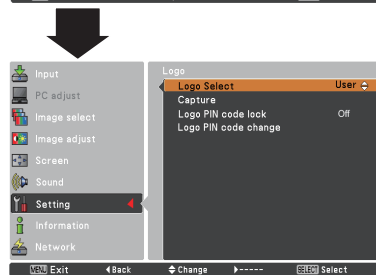 Input
PC adjust
Image select
Image adjust
Screen
Sound
Setting
Information
Network
Logo
Logo Select User
Capture
Logo PIN code lock Off
Logo PIN code change
MENU Exit Back Change ----- SELECT Select